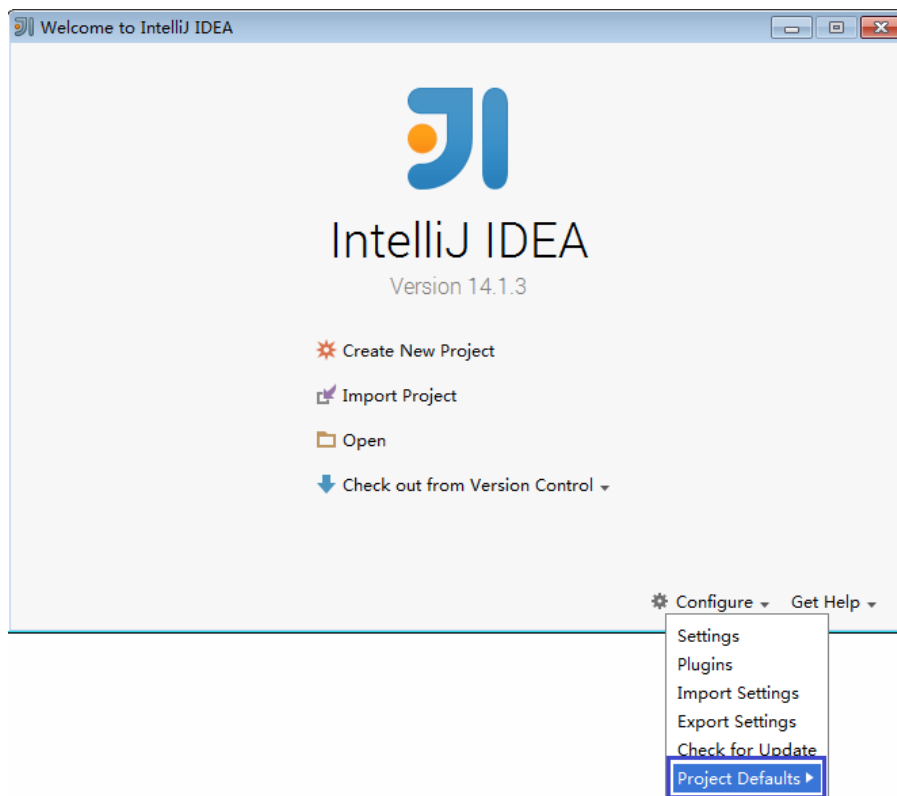 Welcome to IntelliJ IDEA
IntelliJ IDEA
Version 14.1.3
Create New Project
Import Project
Open
Check out from Version Control
Configure Get Help
Settings
Plugins
Import Settings
Export Settings
Check for Update
Project Defaults